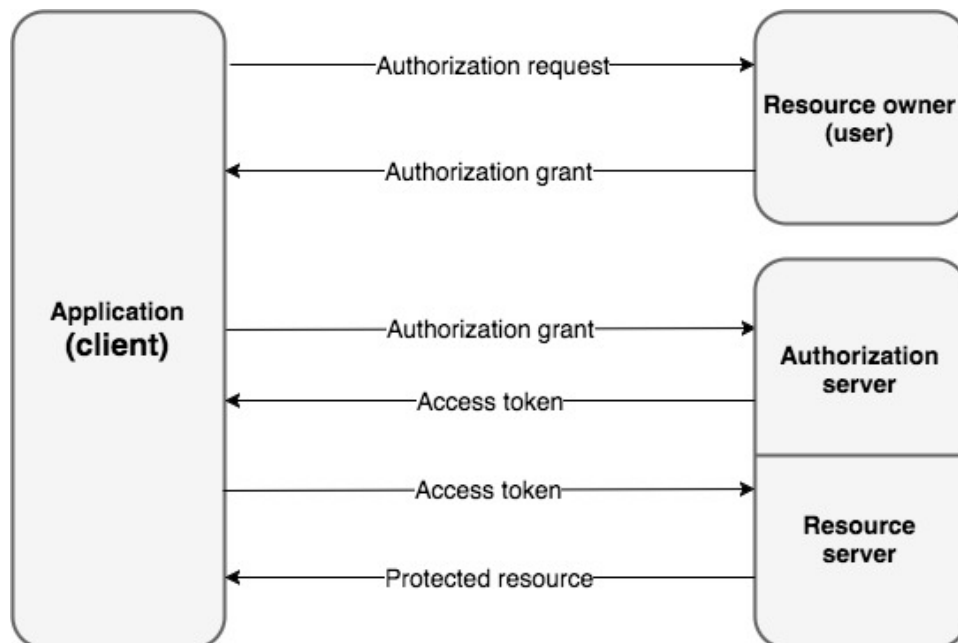 Authorization request
Resource owner
(user)
Authorization grant
Application
(client)
Authorization grant
Authorization
server
Access token
Access token
Resource
server
Protected resource